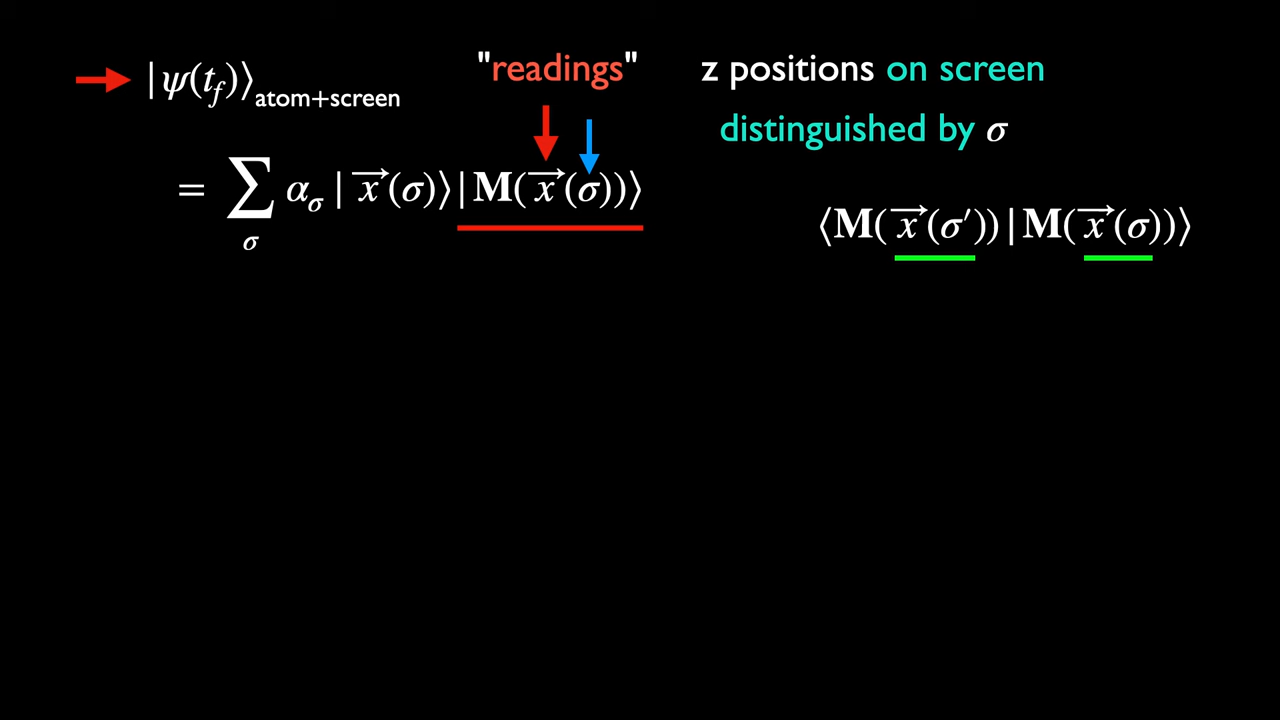 |ψ(t_f)⟩_atom+screen
"readings"
z positions on screen
distinguished by σ
= ∑_σ α_σ | x⃗(σ)⟩|M(x⃗(σ))⟩
⟨M(x⃗(σ′))|M(x⃗(σ))⟩